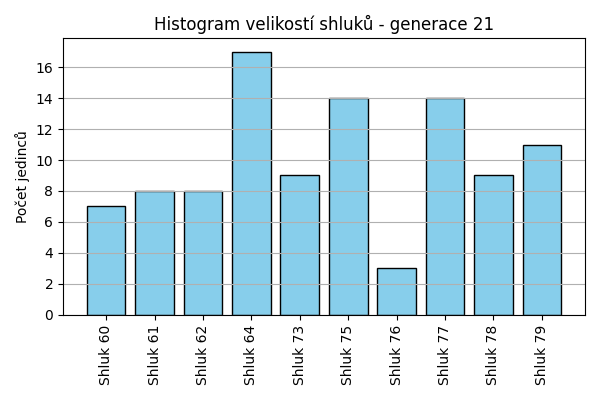 Histogram velikostí shluků - generace 21
Počet jedinců
16
14
12
10
8
6
4
2
0
Shluk 60
Shluk 61
Shluk 62
Shluk 64
Shluk 73
Shluk 75
Shluk 76
Shluk 77
Shluk 78
Shluk 79